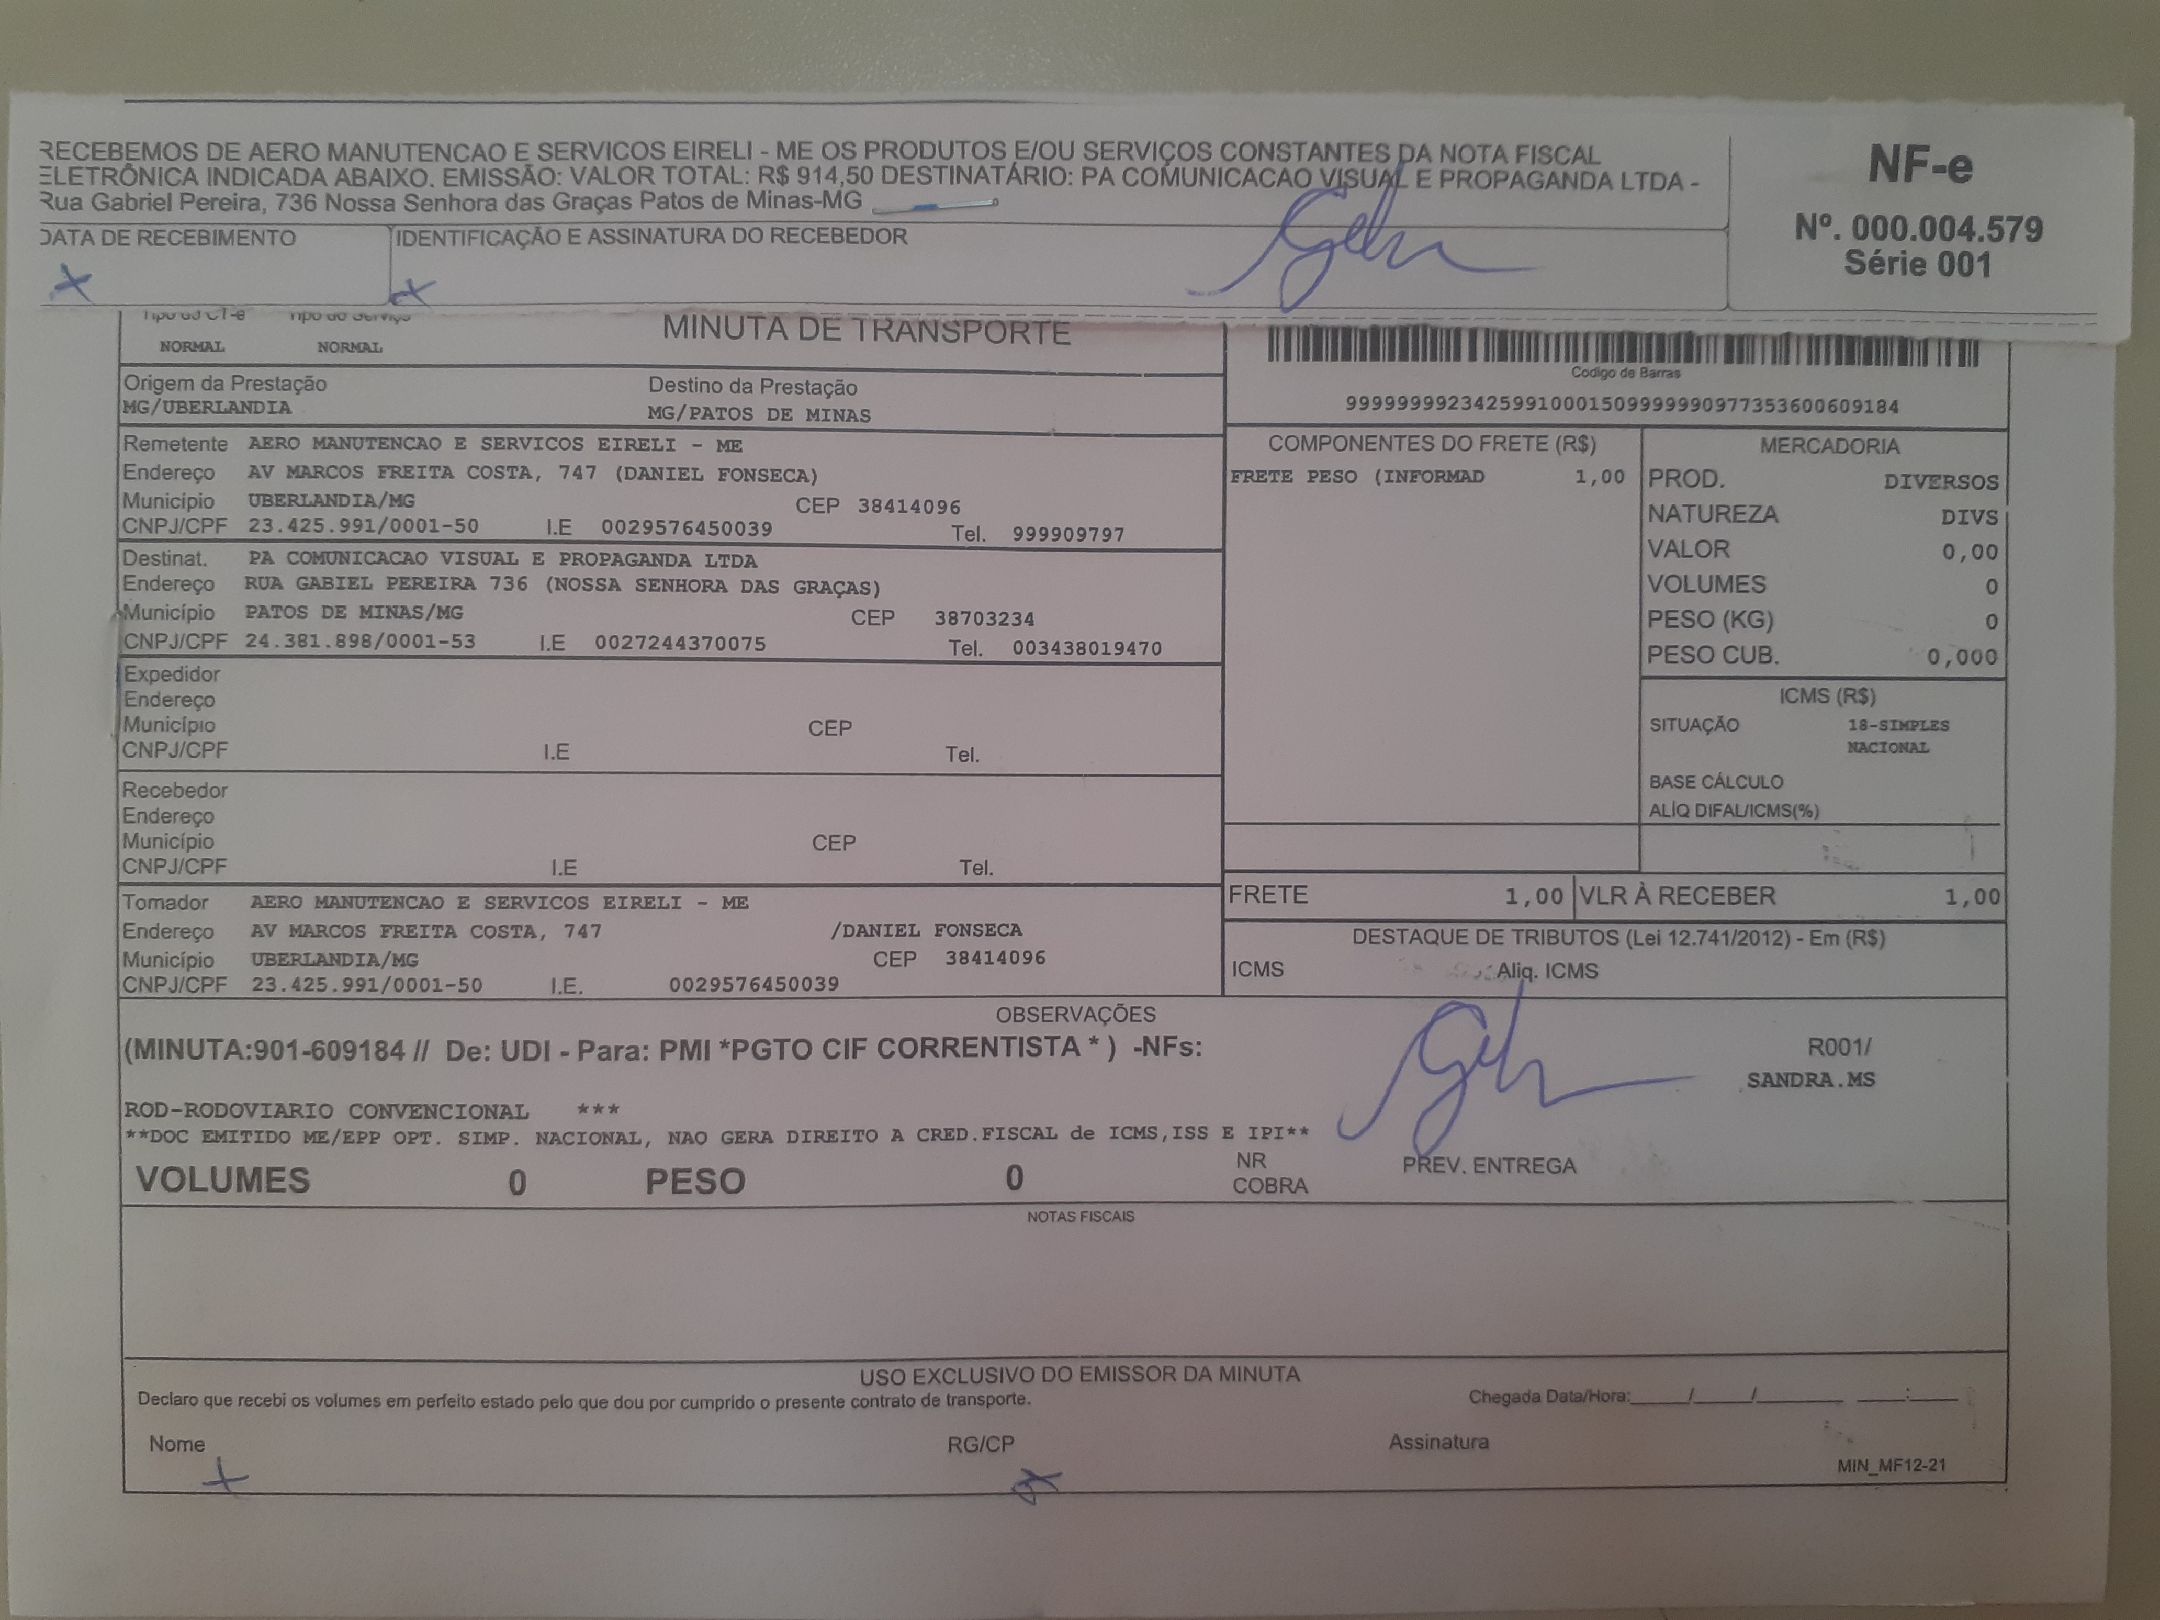 RECEBEMOS DE AERO MANUTENCAO E SERVICOS EIRELI - ME OS PRODUTOS E/OU SERVIÇOS CONSTANTES DA NOTA FISCAL
ELETRÔNICA INDICADA ABAIXO. EMISSÃO: VALOR TOTAL: R$ 914,50 DESTINATÁRIO: PA COMUNICACAO VISUAL E PROPAGANDA LTDA -
Rua Gabriel Pereira, 736 Nossa Senhora das Graças Patos de Minas-MG
NF-e
Nº. 000.004.579
Série 001
DATA DE RECEBIMENTO IDENTIFICAÇÃO E ASSINATURA DO RECEBEDOR
X X
Tipo do CT-e Tipo do Serviço
NORMAL NORMAL
MINUTA DE TRANSPORTE
Codigo de Barras
Origem da Prestação Destino da Prestação
MG/UBERLANDIA MG/PATOS DE MINAS
999999992342599100015099999990977353600609184
Remetente AERO MANUTENCAO E SERVICOS EIRELI - ME
Endereço AV MARCOS FREITA COSTA, 747 (DANIEL FONSECA)
Município UBERLANDIA/MG CEP 38414096
CNPJ/CPF 23.425.991/0001-50 I.E 0029576450039 Tel. 999909797
Destinat. PA COMUNICACAO VISUAL E PROPAGANDA LTDA
Endereço RUA GABIEL PEREIRA 736 (NOSSA SENHORA DAS GRAÇAS)
Município PATOS DE MINAS/MG CEP 38703234
CNPJ/CPF 24.381.898/0001-53 I.E 0027244370075 Tel. 003438019470
Expedidor
Endereço
Município CEP
CNPJ/CPF I.E Tel.
Recebedor
Endereço
Município CEP
CNPJ/CPF I.E Tel.
Tomador AERO MANUTENCAO E SERVICOS EIRELI - ME
Endereço AV MARCOS FREITA COSTA, 747 /DANIEL FONSECA
Município UBERLANDIA/MG CEP 38414096
CNPJ/CPF 23.425.991/0001-50 I.E. 0029576450039
COMPONENTES DO FRETE (R$)
FRETE PESO (INFORMAD 1,00
MERCADORIA
PROD. DIVERSOS
NATUREZA DIVS
VALOR 0,00
VOLUMES 0
PESO (KG) 0
PESO CUB. 0,000
ICMS (R$)
SITUAÇÃO 18-SIMPLES
NACIONAL
BASE CÁLCULO
ALÍQ DIFAL/ICMS(%)
FRETE 1,00 VLR À RECEBER 1,00
DESTAQUE DE TRIBUTOS (Lei 12.741/2012) - Em (R$)
ICMS Aliq. ICMS
OBSERVAÇÕES
(MINUTA:901-609184 // De: UDI - Para: PMI *PGTO CIF CORRENTISTA * ) -NFs:
R001/
SANDRA.MS
ROD-RODOVIARIO CONVENCIONAL ***
**DOC EMITIDO ME/EPP OPT. SIMP. NACIONAL, NAO GERA DIREITO A CRED.FISCAL de ICMS,ISS E IPI**
VOLUMES 0 PESO 0
NR
COBRA
PREV. ENTREGA
NOTAS FISCAIS
USO EXCLUSIVO DO EMISSOR DA MINUTA
Declaro que recebi os volumes em perfeito estado pelo que dou por cumprido o presente contrato de transporte.
Chegada Data/Hora:____/____/______ ____:____
Nome RG/CP Assinatura
X X
MIN_MF12-21